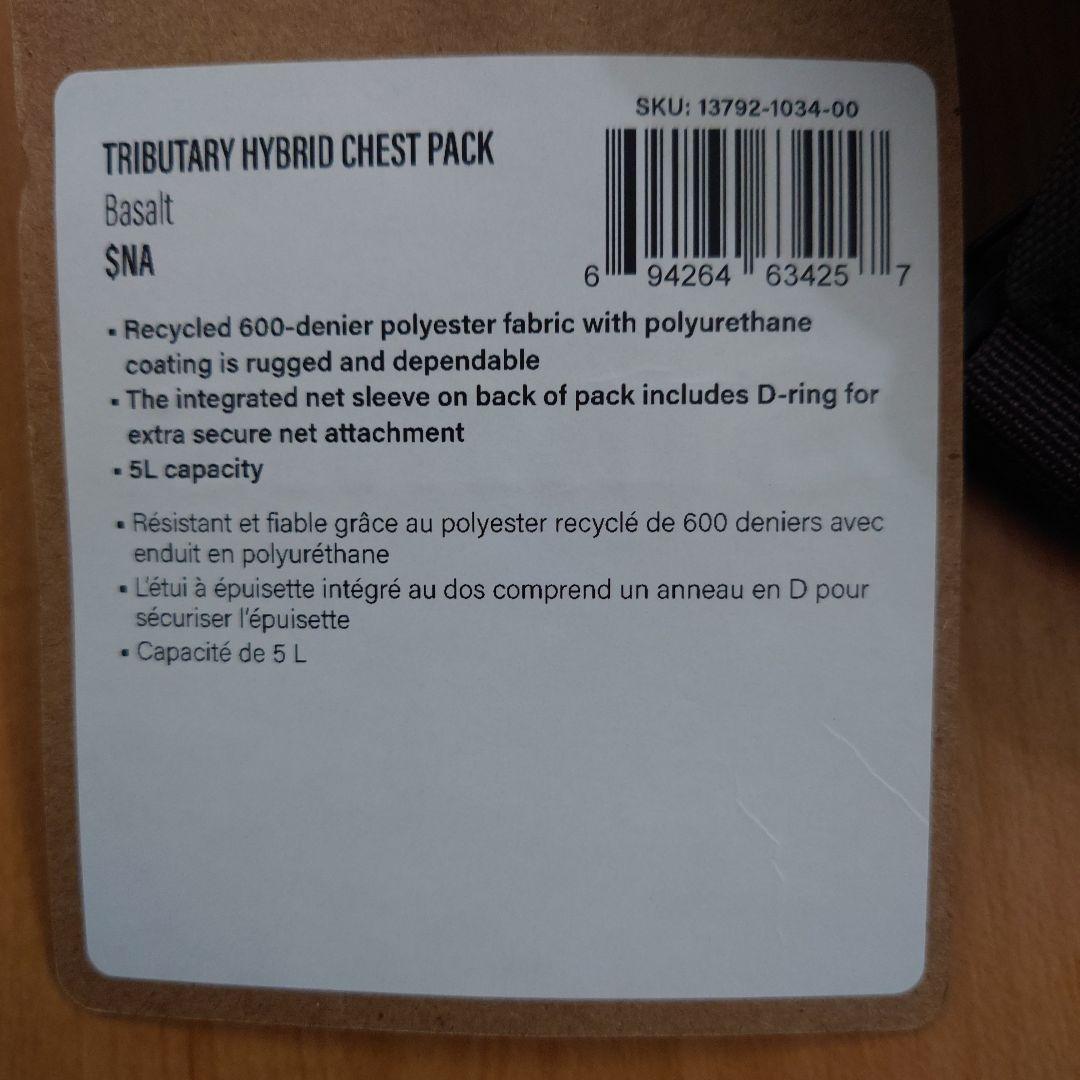 SKU: 13792-1034-00
TRIBUTARY HYBRID CHEST PACK
Basalt
$NA
6 94264 63425 7
▪ Recycled 600-denier polyester fabric with polyurethane
coating is rugged and dependable
▪ The integrated net sleeve on back of pack includes D-ring for
extra secure net attachment
▪ 5L capacity
▪ Résistant et fiable grâce au polyester recyclé de 600 deniers avec
enduit en polyuréthane
▪ L'étui à épuisette intégré au dos comprend un anneau en D pour
sécuriser l'épuisette
▪ Capacité de 5 L